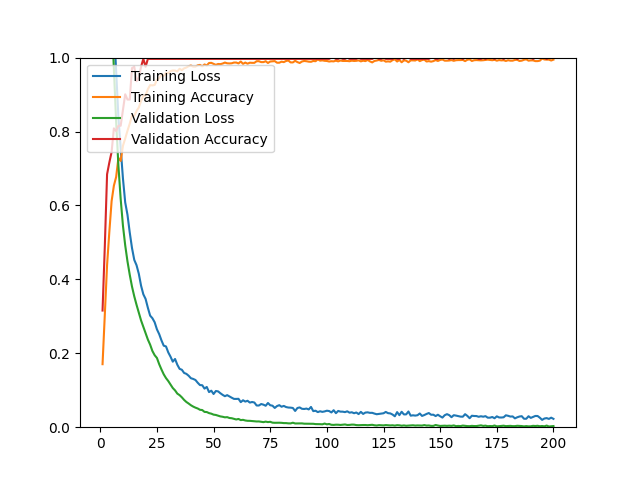 1.0
0.8
0.6
0.4
0.2
0.0
Training Loss
Training Accuracy
Validation Loss
Validation Accuracy
0 25 50 75 100 125 150 175 200